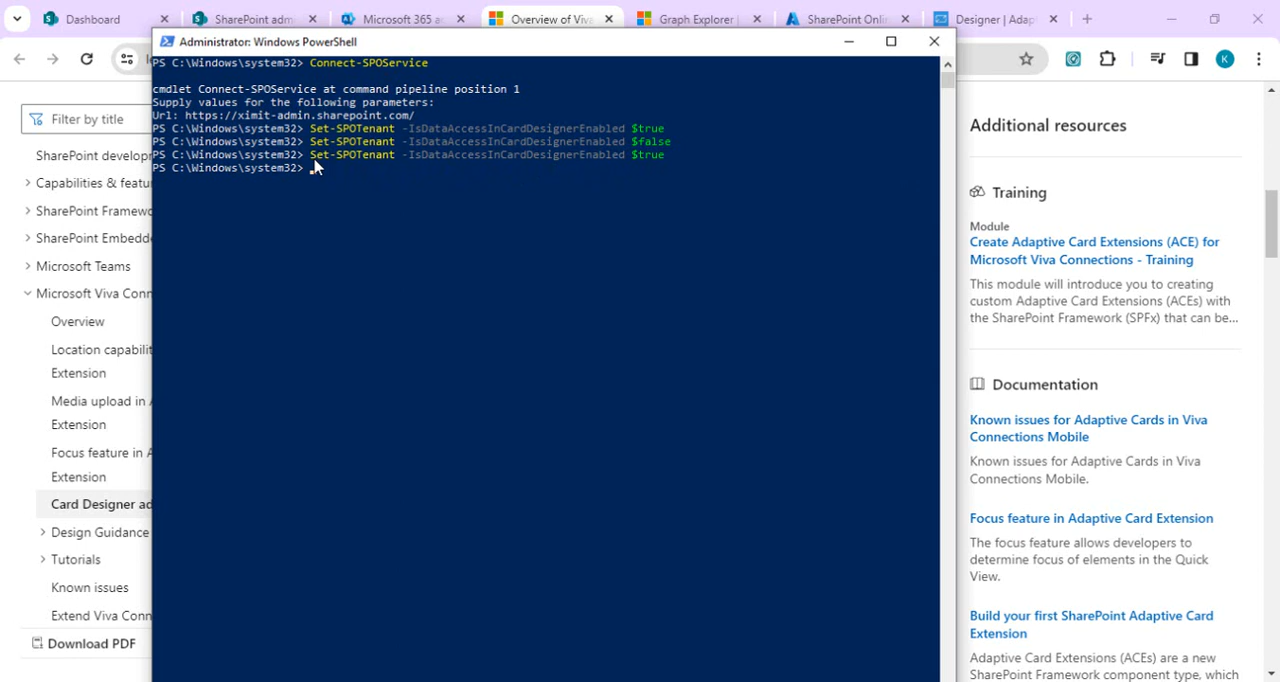 Dashboard
SharePoint adm
Microsoft 365 a
Overview of Viva
Graph Explorer
SharePoint Onli
Designer | Adap
Administrator: Windows PowerShell
K
PS C:\Windows\system32> Connect-SPOService
cmdlet Connect-SPOService at command pipeline position 1
Supply values for the following parameters:
Url: https://ximit-admin.sharepoint.com/
PS C:\Windows\system32> Set-SPOTenant -IsDataAccessInCardDesignerEnabled $true
PS C:\Windows\system32> Set-SPOTenant -IsDataAccessInCardDesignerEnabled $false
PS C:\Windows\system32> Set-SPOTenant -IsDataAccessInCardDesignerEnabled $true
PS C:\Windows\system32>
Filter by title
SharePoint develop
Capabilities & featu
SharePoint Framewo
SharePoint Embedde
Microsoft Teams
Microsoft Viva Conn
Overview
Location capabilit
Extension
Media upload in A
Extension
Focus feature in A
Extension
Card Designer ad
Design Guidance
Tutorials
Known issues
Extend Viva Conn
Download PDF
Additional resources
Training
Module
Create Adaptive Card Extensions (ACE) for
Microsoft Viva Connections - Training
This module will introduce you to creating
custom Adaptive Card Extensions (ACEs) with
the SharePoint Framework (SPFx) that can be...
Documentation
Known issues for Adaptive Cards in Viva
Connections Mobile
Known issues for Adaptive Cards in Viva
Connections Mobile.
Focus feature in Adaptive Card Extension
The focus feature allows developers to
determine focus of elements in the Quick
View.
Build your first SharePoint Adaptive Card
Extension
Adaptive Card Extensions (ACEs) are a new
SharePoint Framework component type, which